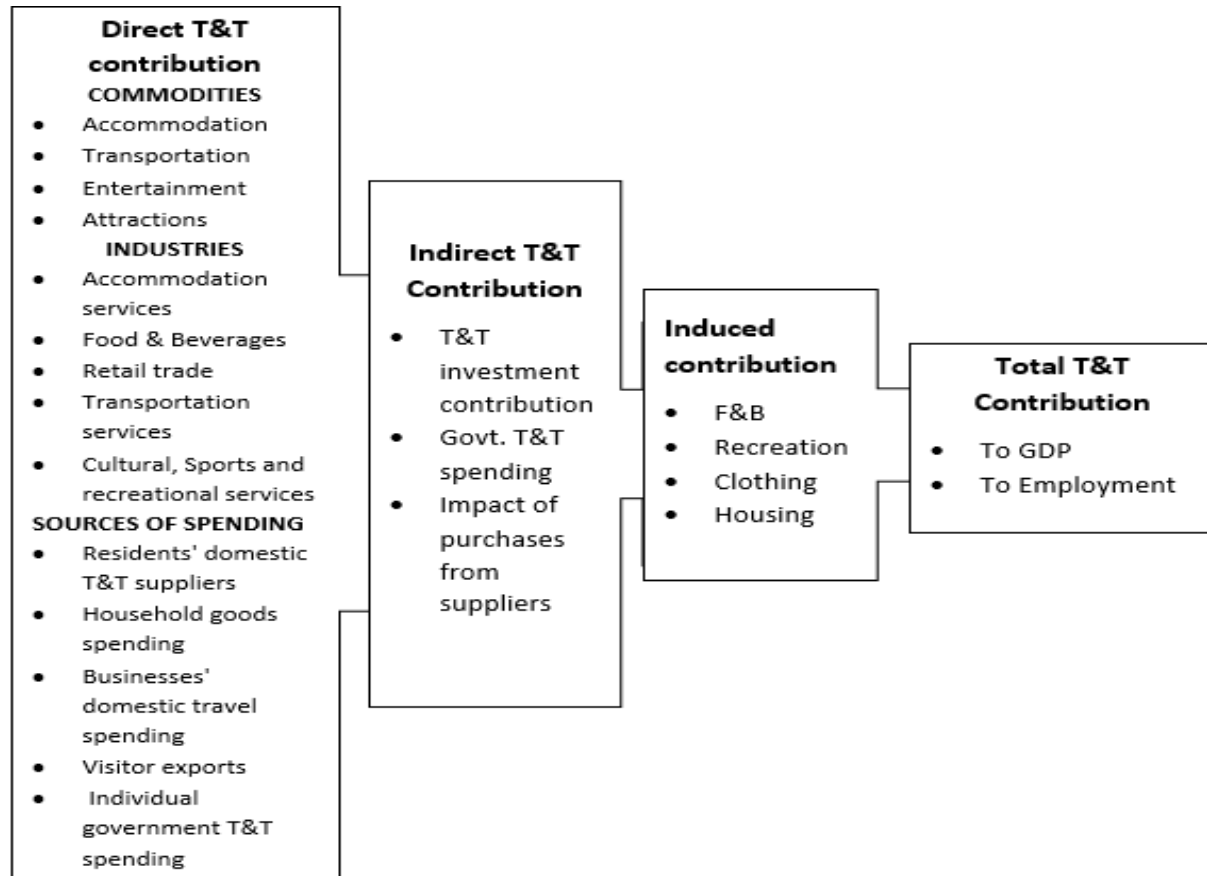 Direct T&T
contribution
COMMODITIES
• Accommodation
• Transportation
• Entertainment
• Attractions
INDUSTRIES
• Accommodation
services
• Food & Beverages
• Retail trade
• Transportation
services
• Cultural, Sports and
recreational services
SOURCES OF SPENDING
• Residents' domestic
T&T suppliers
• Household goods
spending
• Businesses'
domestic travel
spending
• Visitor exports
• Individual
government T&T
spending
Indirect T&T
Contribution
• T&T
investment
contribution
• Govt. T&T
spending
• Impact of
purchases
from
suppliers
Induced
contribution
• F&B
• Recreation
• Clothing
• Housing
Total T&T
Contribution
• To GDP
• To Employment